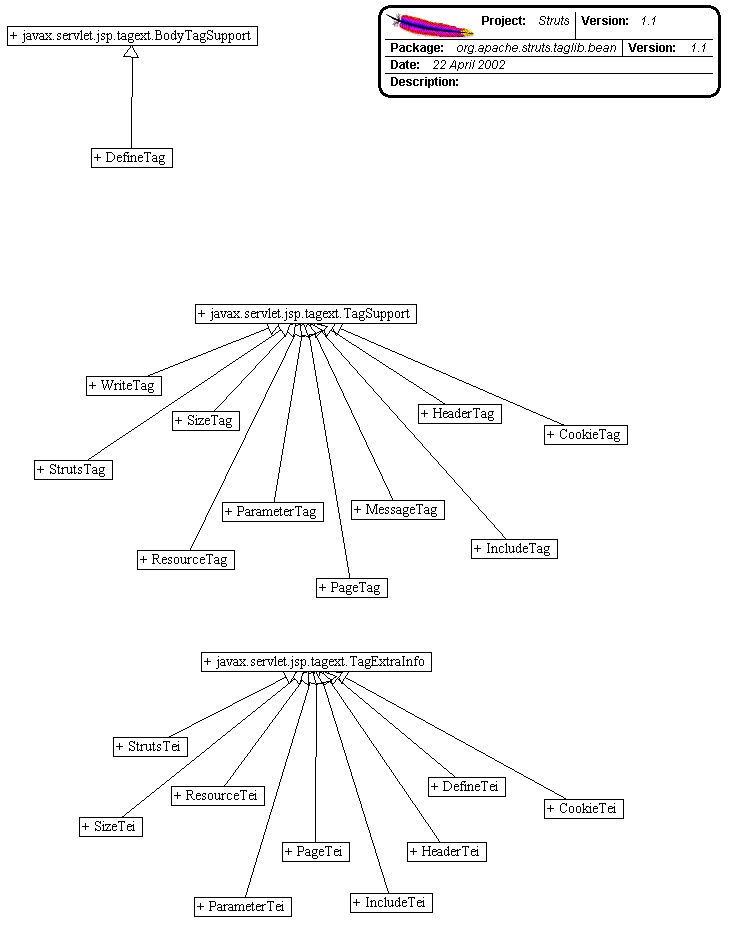 + javax.servlet.jsp.tagext.BodyTagSupport
Project: Struts Version: 1.1
Package: org.apache.struts.taglib.bean Version: 1.1
Date: 22 April 2002
Description:
+ DefineTag
+ javax.servlet.jsp.tagext.TagSupport
+ WriteTag
+ SizeTag
+ HeaderTag
+ CookieTag
+ StrutsTag
+ ParameterTag
+ MessageTag
+ ResourceTag
+ IncludeTag
+ PageTag
+ javax.servlet.jsp.tagext.TagExtraInfo
+ StrutsTei
+ ResourceTei
+ DefineTei
+ CookieTei
+ SizeTei
+ PageTei
+ HeaderTei
+ ParameterTei
+ IncludeTei